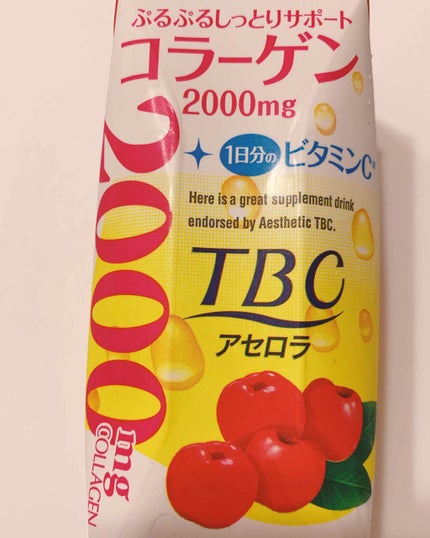 ぷるぷるしっとりサポート
コラーゲン
2000mg
1日分の ビタミンC*
Here is a great supplement drink
endorsed by Aesthetic TBC.
TBC
アセロラ
2000mg
COLLAGEN